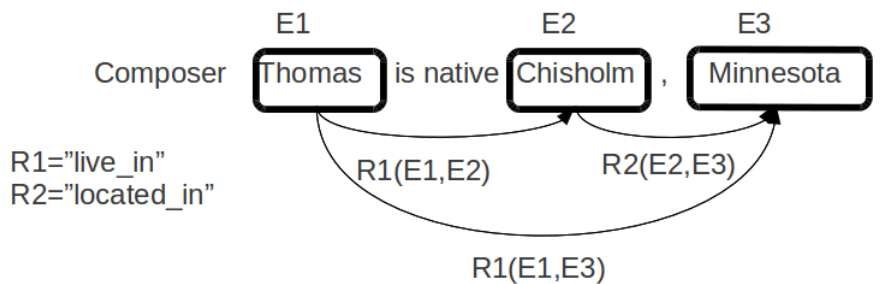 E1 E2 E3
Composer Thomas is native Chisholm , Minnesota
R1=”live_in”
R2=”located_in”
R1(E1,E2)
R2(E2,E3)
R1(E1,E3)